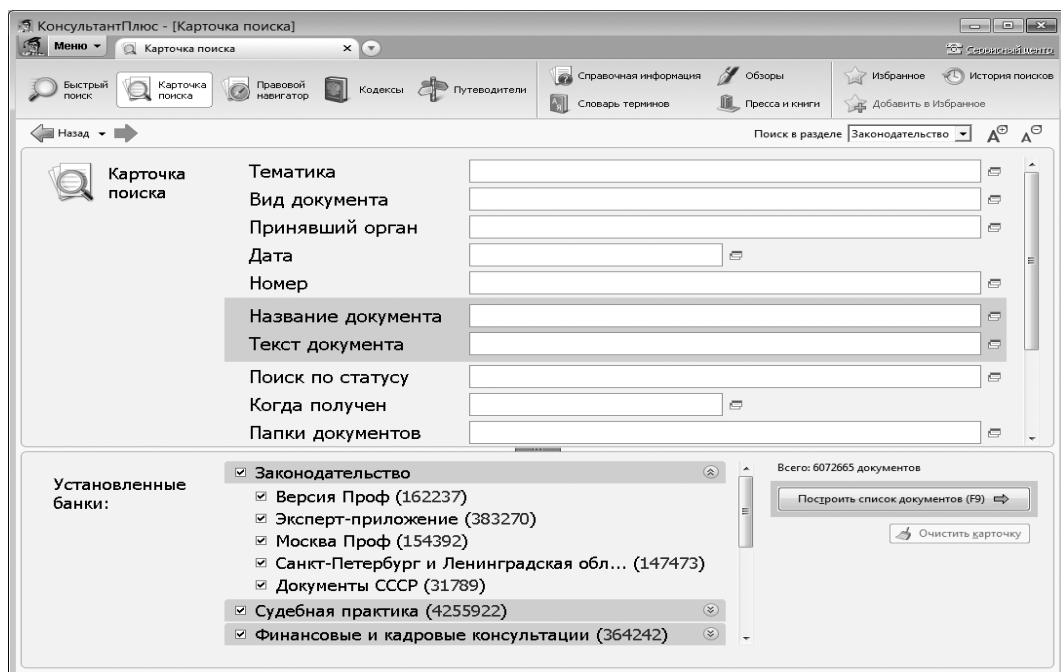 КонсультантПлюс - [Карточка поиска]
Меню
Карточка поиска
Сервисный центр
Быстрый поиск
Карточка поиска
Правовой навигатор
Кодексы
Путеводители
Справочная информация
Словарь терминов
Обзоры
Пресса и книги
Избранное
История поисков
Добавить в Избранное
Назад
Поиск в разделе Законодательство
Карточка
поиска
Тематика
Вид документа
Принявший орган
Дата
Номер
Название документа
Текст документа
Поиск по статусу
Когда получен
Папки документов
Установленные
банки:
Законодательство
Версия Проф (162237)
Эксперт-приложение (383270)
Москва Проф (154392)
Санкт-Петербург и Ленинградская обл... (147473)
Документы СССР (31789)
Судебная практика (4255922)
Финансовые и кадровые консультации (364242)
Всего: 6072665 документов
Построить список документов (F9)
Очистить карточку